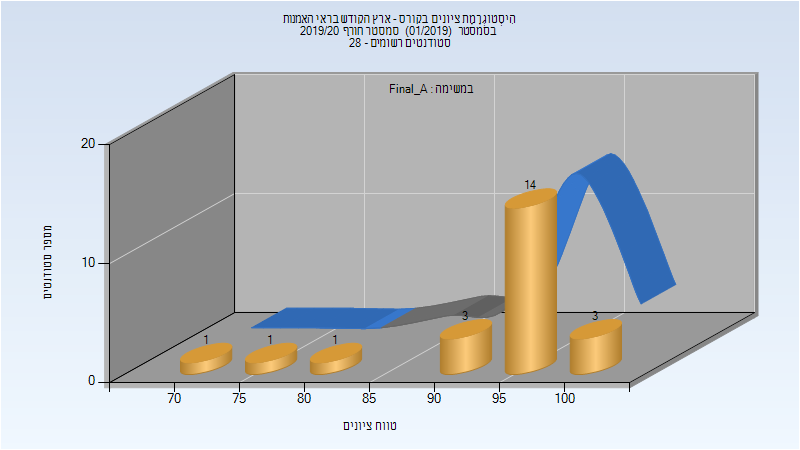 היסטוגרמת ציונים בקורס - ארץ הקודש בראי האמנות
בסמסטר (01/2019) סמסטר חורף 2019/20
סטודנטים רשומים - 28
במשימה : Final_A
מספר סטודנטים
20
10
0
1
1
1
3
14
3
70
75
80
85
90
95
100
טווח ציונים